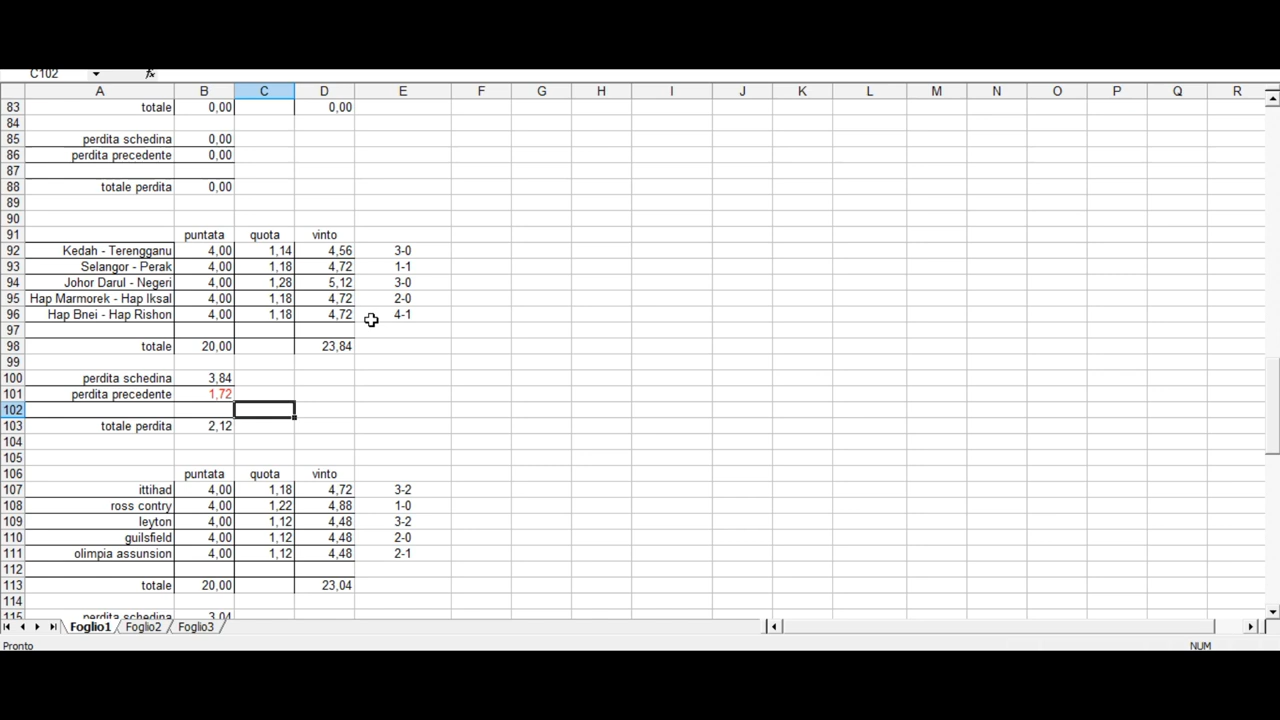 C102 fx
A B C D E F G H I J K L M N O P Q R
83 totale 0,00 0,00
84
85 perdita schedina 0,00
86 perdita precedente 0,00
87
88 totale perdita 0,00
89
90
91 puntata quota vinto
92 Kedah - Terengganu 4,00 1,14 4,56 3-0
93 Selangor - Perak 4,00 1,18 4,72 1-1
94 Johor Darul - Negeri 4,00 1,28 5,12 3-0
95 Hap Marmorek - Hap Iksal 4,00 1,18 4,72 2-0
96 Hap Bnei - Hap Rishon 4,00 1,18 4,72 4-1
97
98 totale 20,00 23,84
99
100 perdita schedina 3,84
101 perdita precedente 1,72
102
103 totale perdita 2,12
104
105
106 puntata quota vinto
107 ittihad 4,00 1,18 4,72 3-2
108 ross contry 4,00 1,22 4,88 1-0
109 leyton 4,00 1,12 4,48 3-2
110 guilsfield 4,00 1,12 4,48 2-0
111 olimpia assunsion 4,00 1,12 4,48 2-1
112
113 totale 20,00 23,04
114
115 perdita schedina 3,04
Foglio1 Foglio2 Foglio3
Pronto NUM